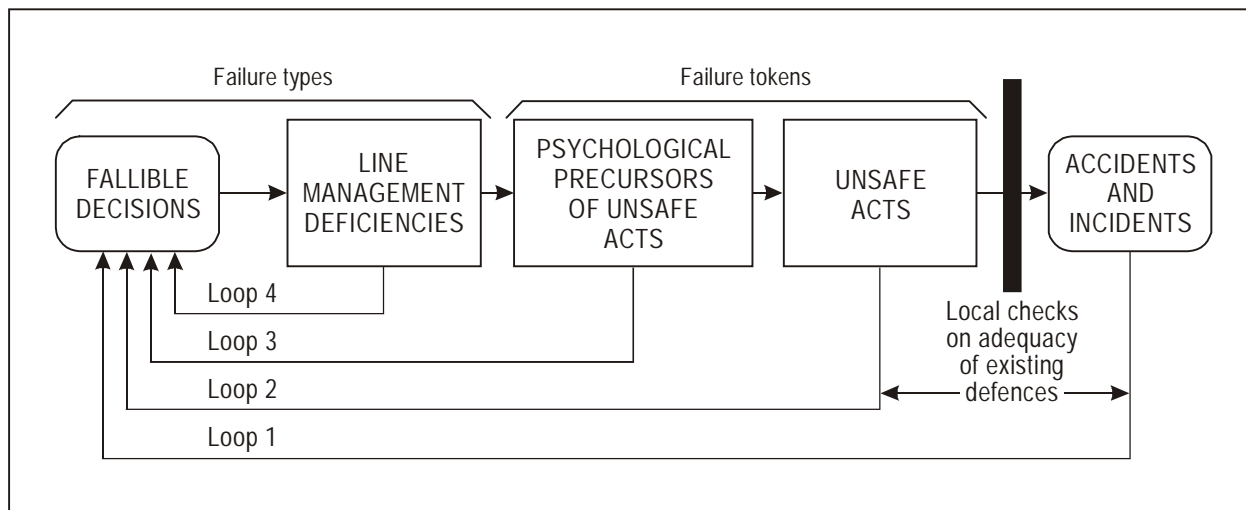 Failure types
Failure tokens
FALLIBLE
DECISIONS
LINE
MANAGEMENT
DEFICIENCIES
PSYCHOLOGICAL
PRECURSORS
OF UNSAFE
ACTS
UNSAFE
ACTS
ACCIDENTS
AND
INCIDENTS
Loop 4
Loop 3
Loop 2
Loop 1
Local checks
on adequacy
of existing
defences